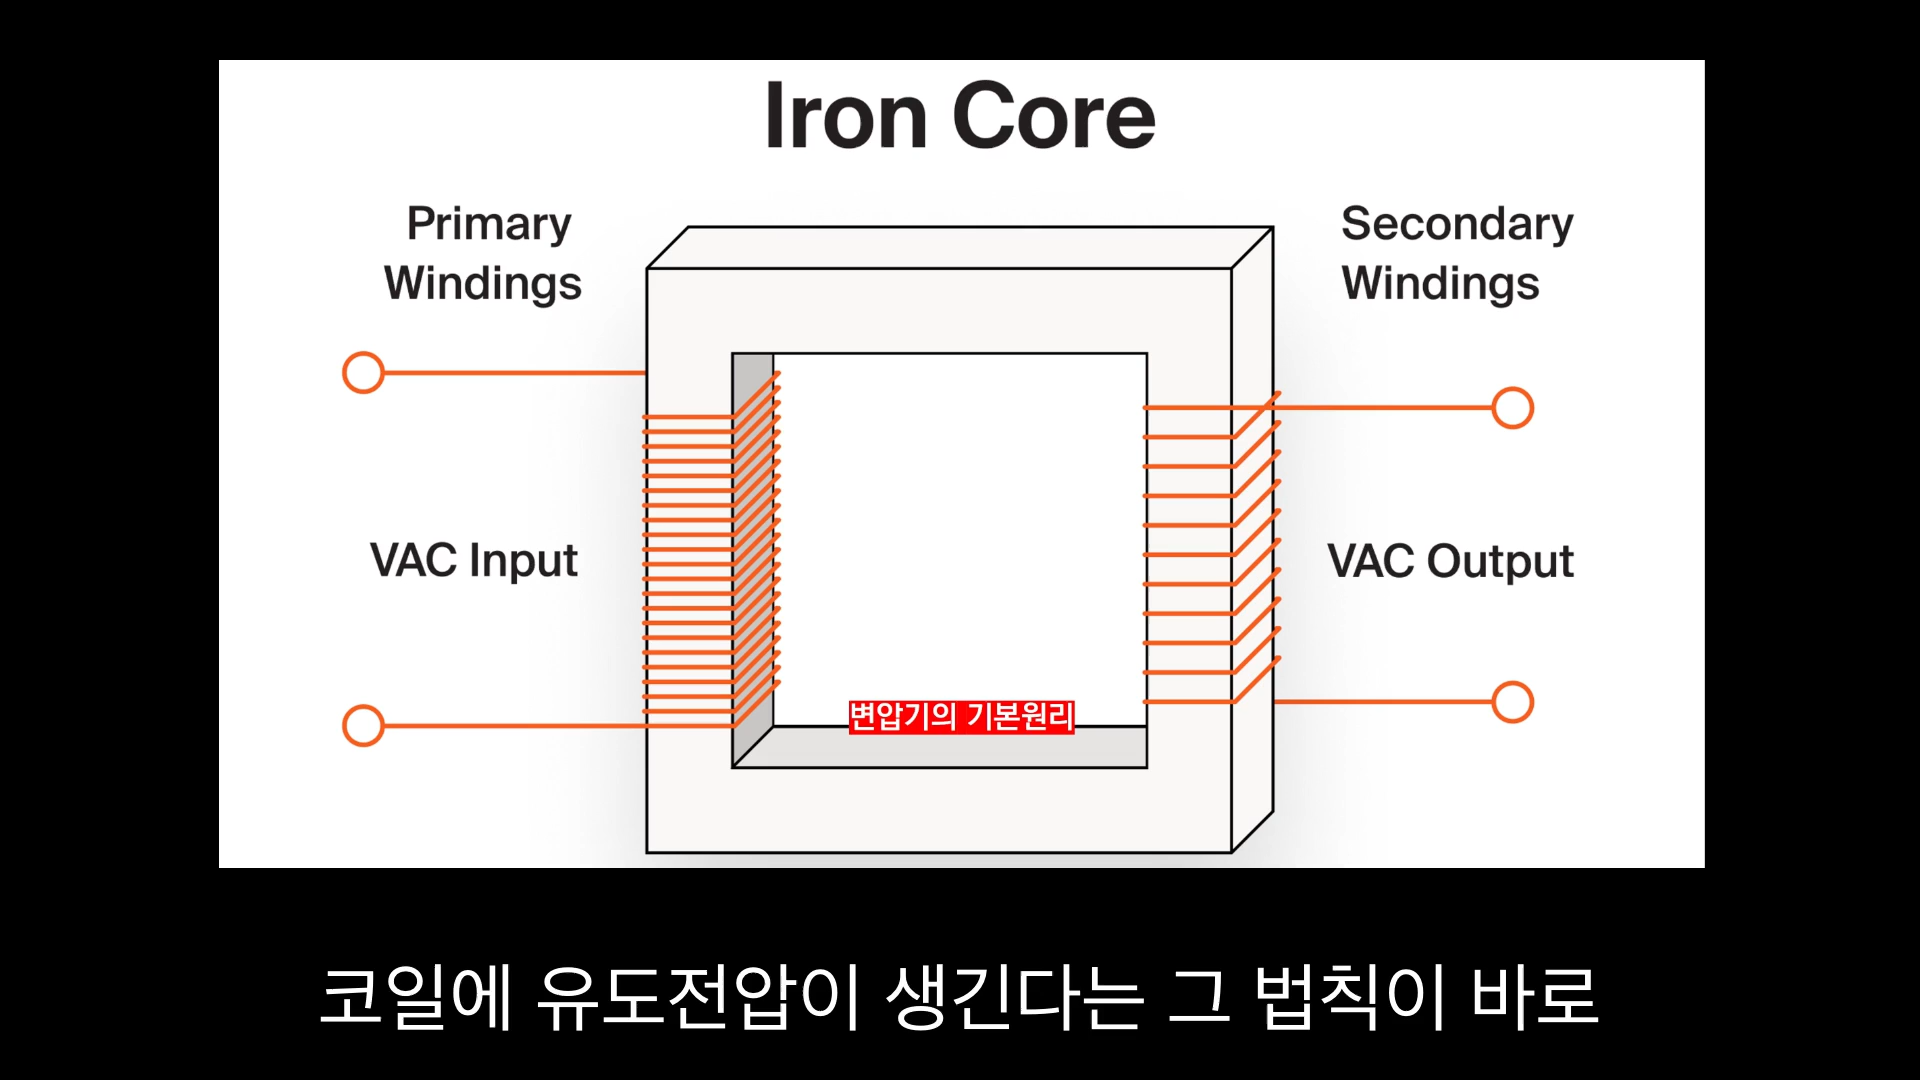 Iron Core
Primary
Windings
Secondary
Windings
VAC Input
VAC Output
변압기의 기본원리
코일에 유도전압이 생긴다는 그 법칙이 바로